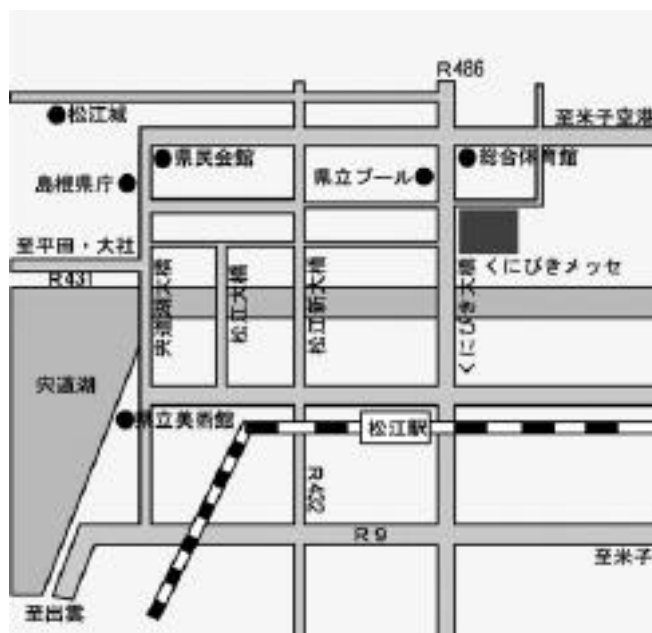 R486
松江城
至米子空港
県民会館
総合体育館
県立プール
島根県庁
至平田・大社
くにびきメッセ
R431
宍道湖大橋
松江大橋
松江新大橋
くにびき大橋
宍道湖
県立美術館
松江駅
R432
R9
至米子
至出雲